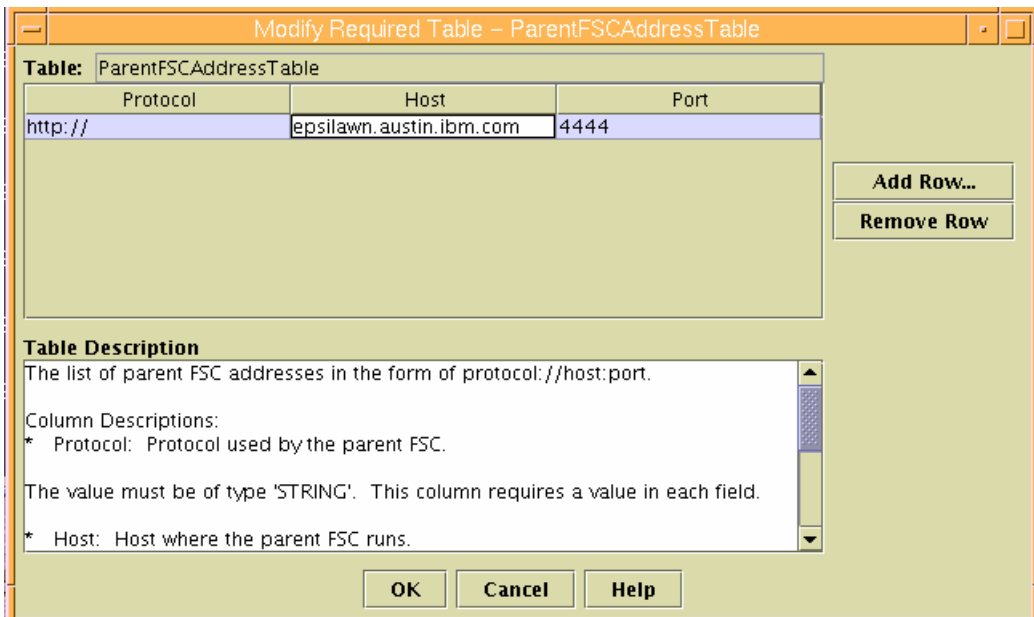 Modify Required Table – ParentFSCAddressTable
Table: ParentFSCAddressTable
Protocol Host Port
http:// epsilawn.austin.ibm.com 4444
Add Row...
Remove Row
Table Description
The list of parent FSC addresses in the form of protocol://host:port.
Column Descriptions:
* Protocol: Protocol used by the parent FSC.
The value must be of type 'STRING'. This column requires a value in each field.
* Host: Host where the parent FSC runs.
OK Cancel Help